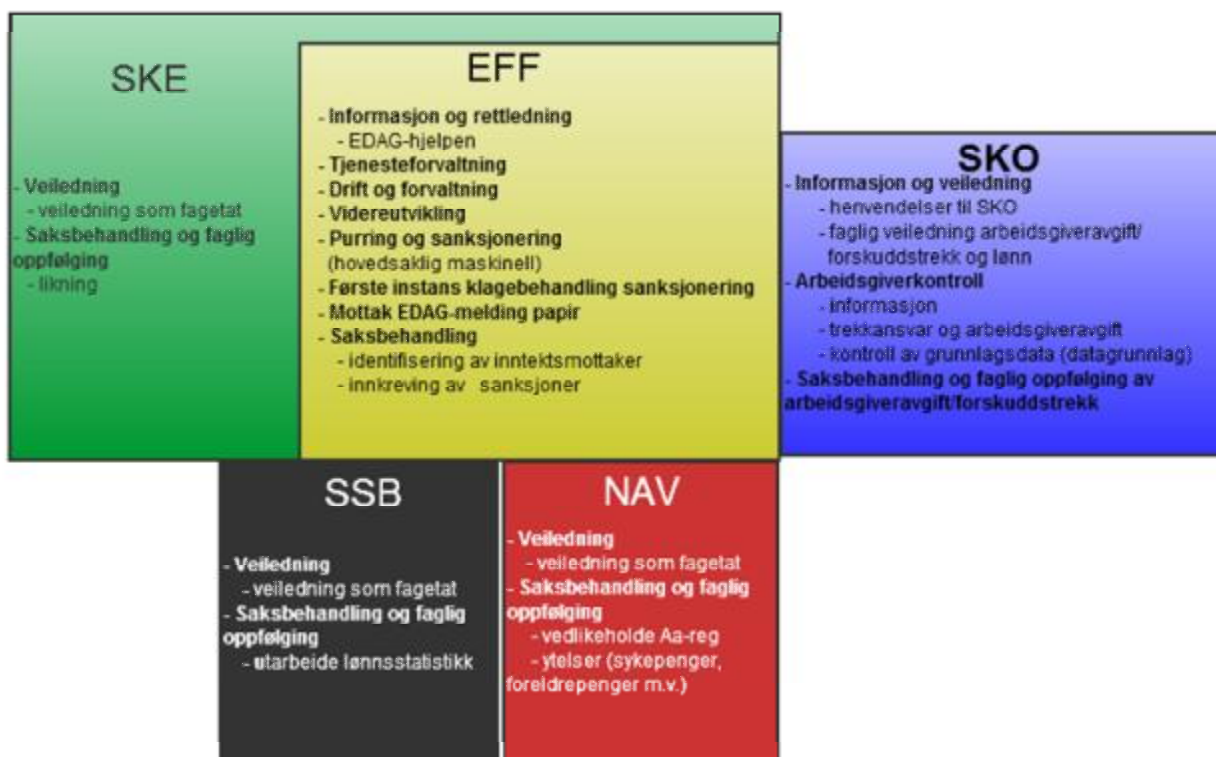 SKE
- Veiledning
- veiledning som fagetat
- Saksbehandling og faglig
oppfølging
- likning
EFF
- Informasjon og rettledning
- EDAG-hjelpen
- Tjenesteforvaltning
- Drift og forvaltning
- Videreutvikling
- Purring og sanksjonering
(hovedsaklig maskinell)
- Første instans klagebehandling sanksjonering
- Mottak EDAG-melding papir
- Saksbehandling
- identifisering av inntektsmottaker
- innkreving av sanksjoner
SKO
- Informasjon og veiledning
- henvendelser til SKO
- faglig veiledning arbeidsgiveravgift/
forskuddstrekk og lønn
- Arbeidsgiverkontroll
- informasjon
- trekkansvar og arbeidsgiveravgift
- kontroll av grunnlagsdata (datagrunnlag)
- Saksbehandling og faglig oppfølging av
arbeidsgiveravgift/forskuddstrekk
SSB
- Veiledning
- veiledning som fagetat
- Saksbehandling og faglig
oppfølging
- utarbeide lønnsstatistikk
NAV
- Veiledning
- veiledning som fagetat
- Saksbehandling og faglig
oppfølging
- vedlikeholde Aa-reg
- ytelser (sykepenger,
foreldrepenger m.v.)